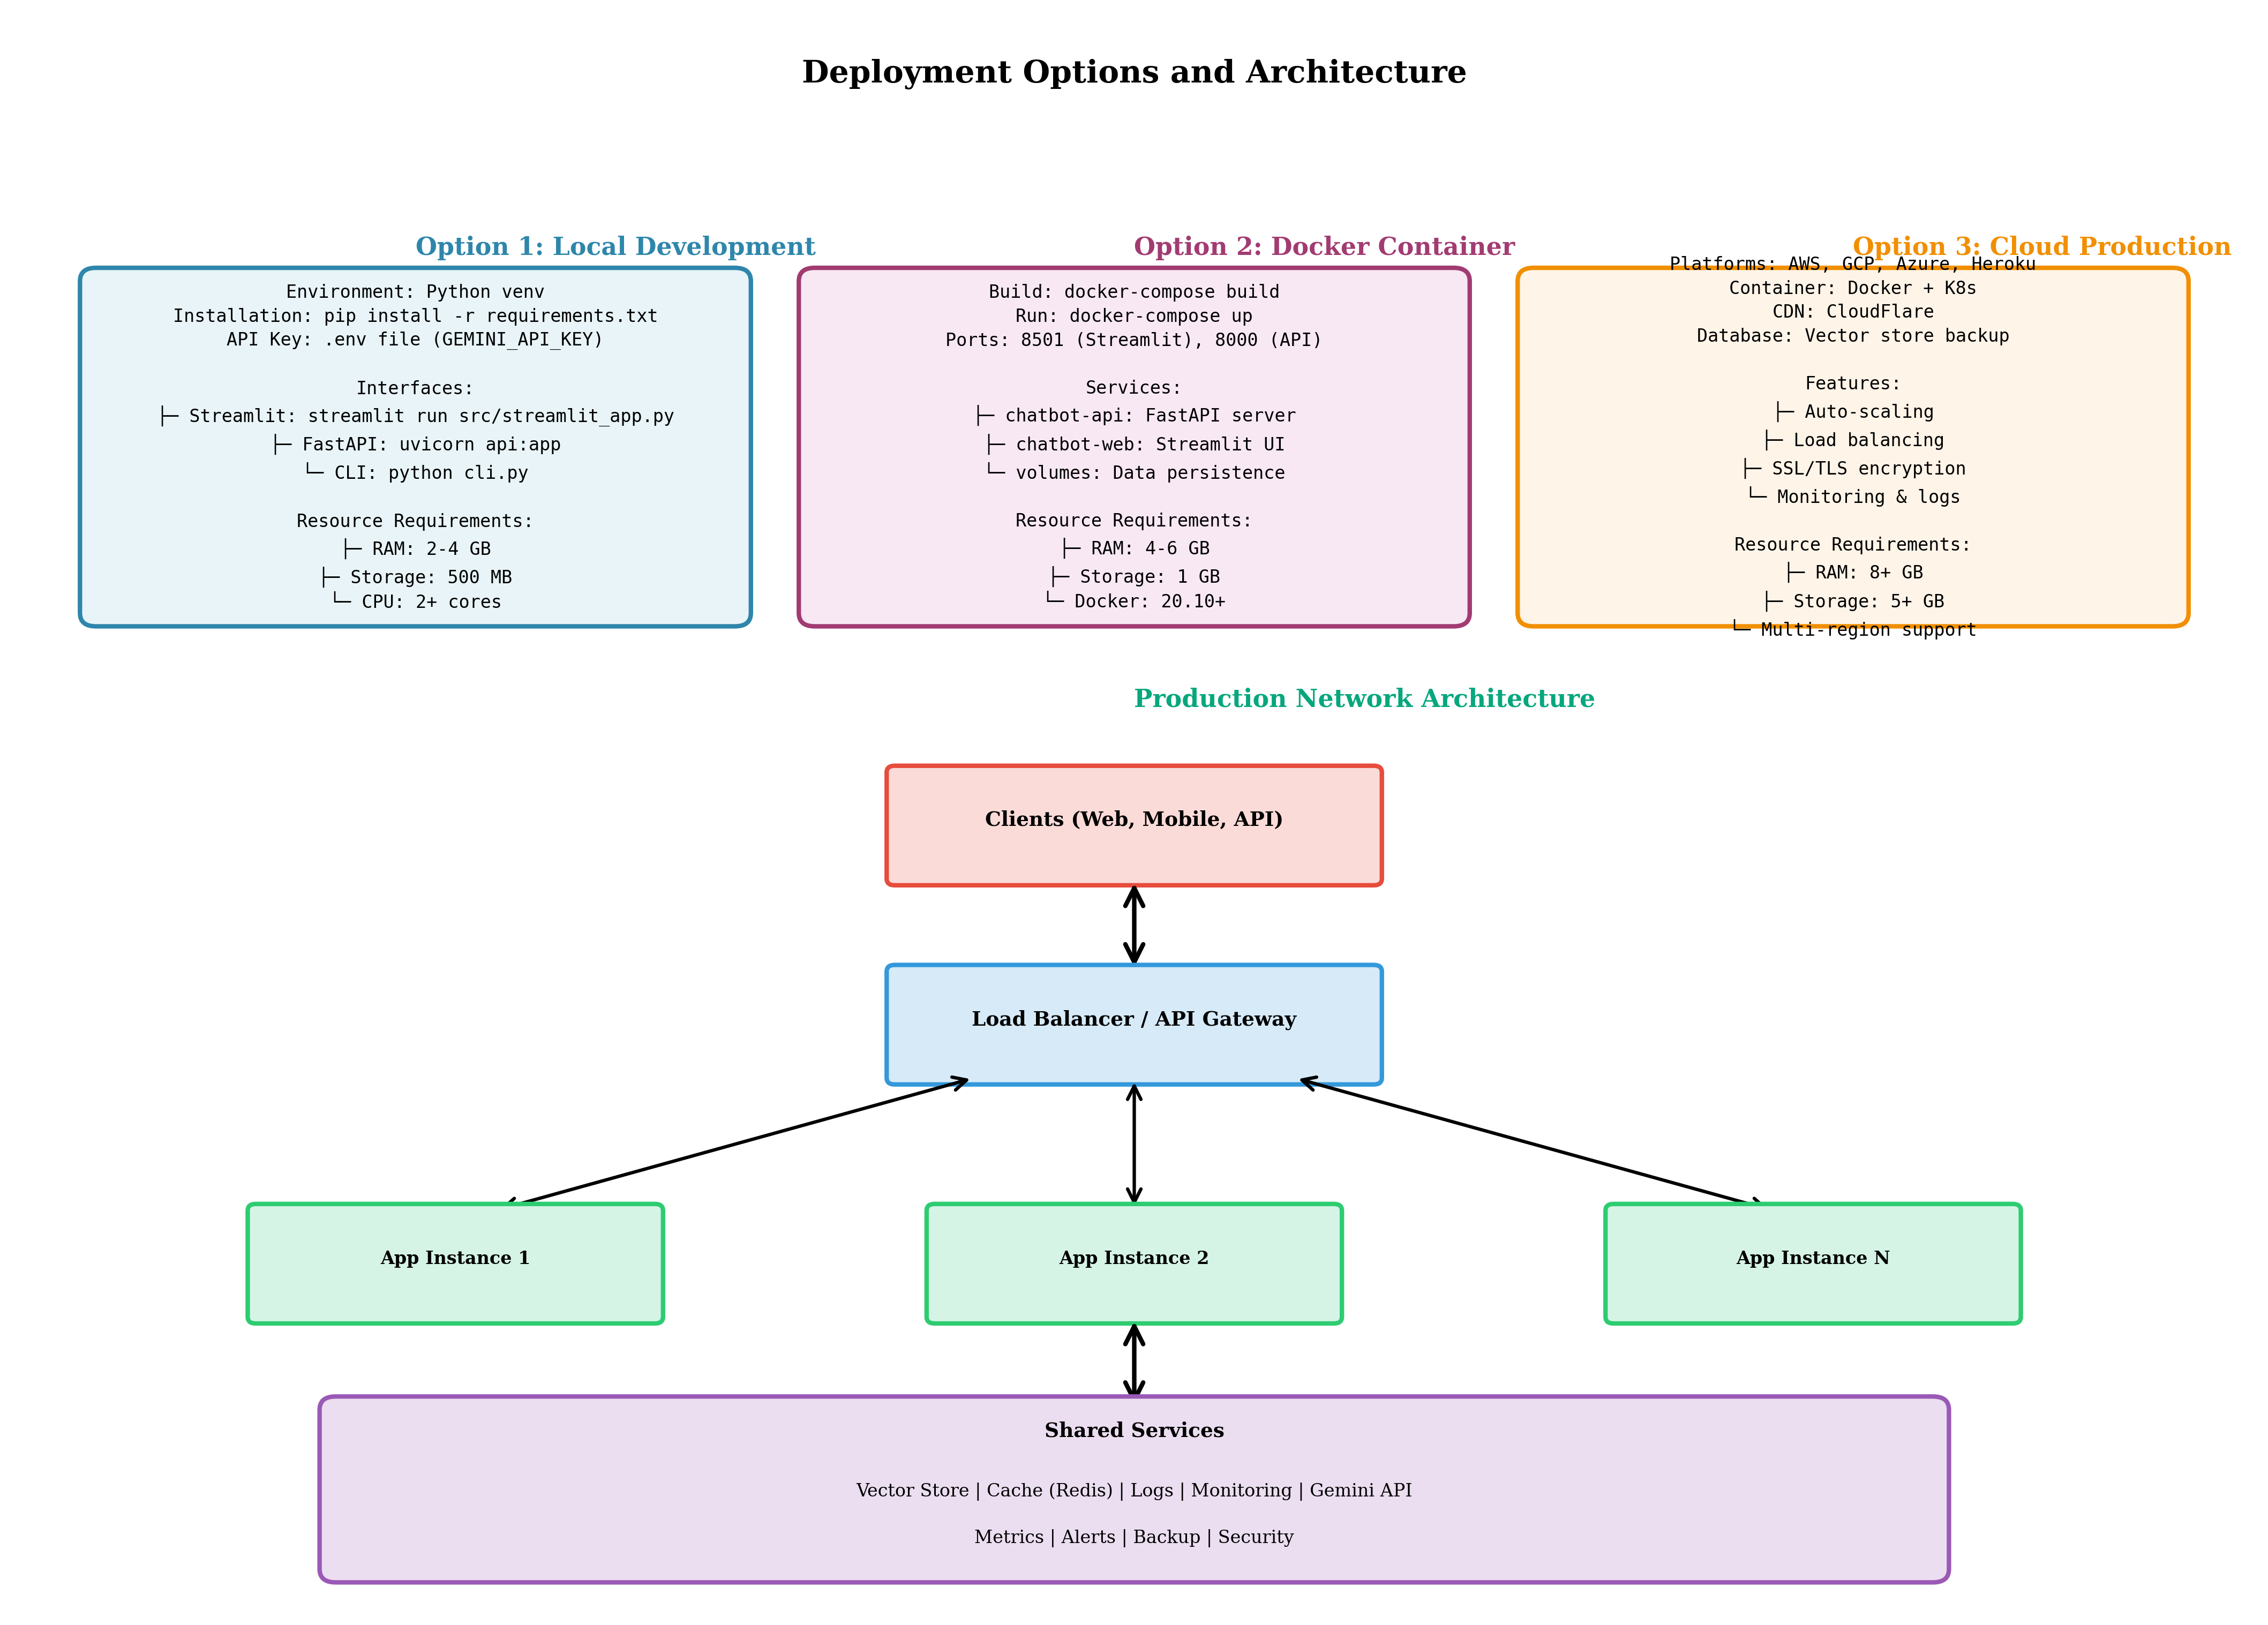 Deployment Options and Architecture
Option 1: Local Development
Environment: Python venv
Installation: pip install -r requirements.txt
API Key: .env file (GEMINI_API_KEY)
Interfaces:
├─ Streamlit: streamlit run src/streamlit_app.py
├─ FastAPI: uvicorn api:app
└─ CLI: python cli.py
Resource Requirements:
├─ RAM: 2-4 GB
├─ Storage: 500 MB
└─ CPU: 2+ cores
Option 2: Docker Container
Build: docker-compose build
Run: docker-compose up
Ports: 8501 (Streamlit), 8000 (API)
Services:
├─ chatbot-api: FastAPI server
├─ chatbot-web: Streamlit UI
└─ volumes: Data persistence
Resource Requirements:
├─ RAM: 4-6 GB
├─ Storage: 1 GB
└─ Docker: 20.10+
Option 3: Cloud Production
Platforms: AWS, GCP, Azure, Heroku
Container: Docker + K8s
CDN: CloudFlare
Database: Vector store backup
Features:
├─ Auto-scaling
├─ Load balancing
├─ SSL/TLS encryption
└─ Monitoring & logs
Resource Requirements:
├─ RAM: 8+ GB
├─ Storage: 5+ GB
└─ Multi-region support
Production Network Architecture
Clients (Web, Mobile, API)
Load Balancer / API Gateway
App Instance 1
App Instance 2
App Instance N
Shared Services
Vector Store | Cache (Redis) | Logs | Monitoring | Gemini API
Metrics | Alerts | Backup | Security